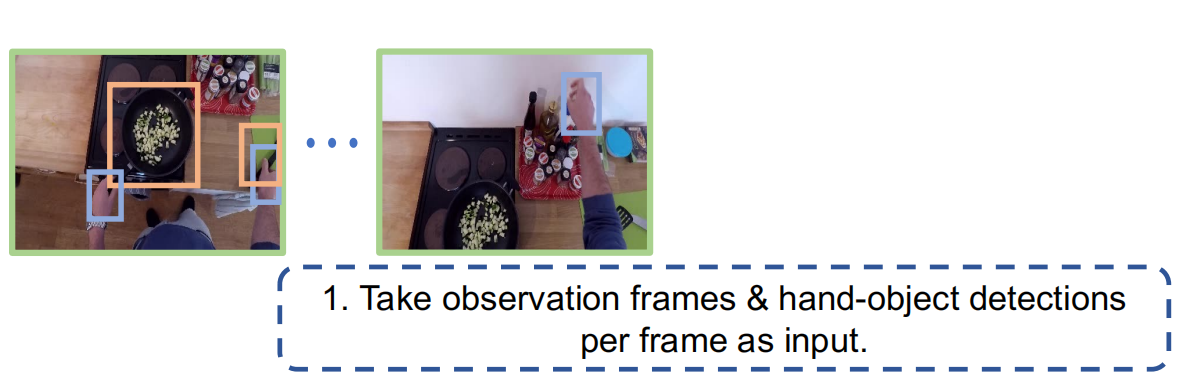 1. Take observation frames & hand-object detections
per frame as input.